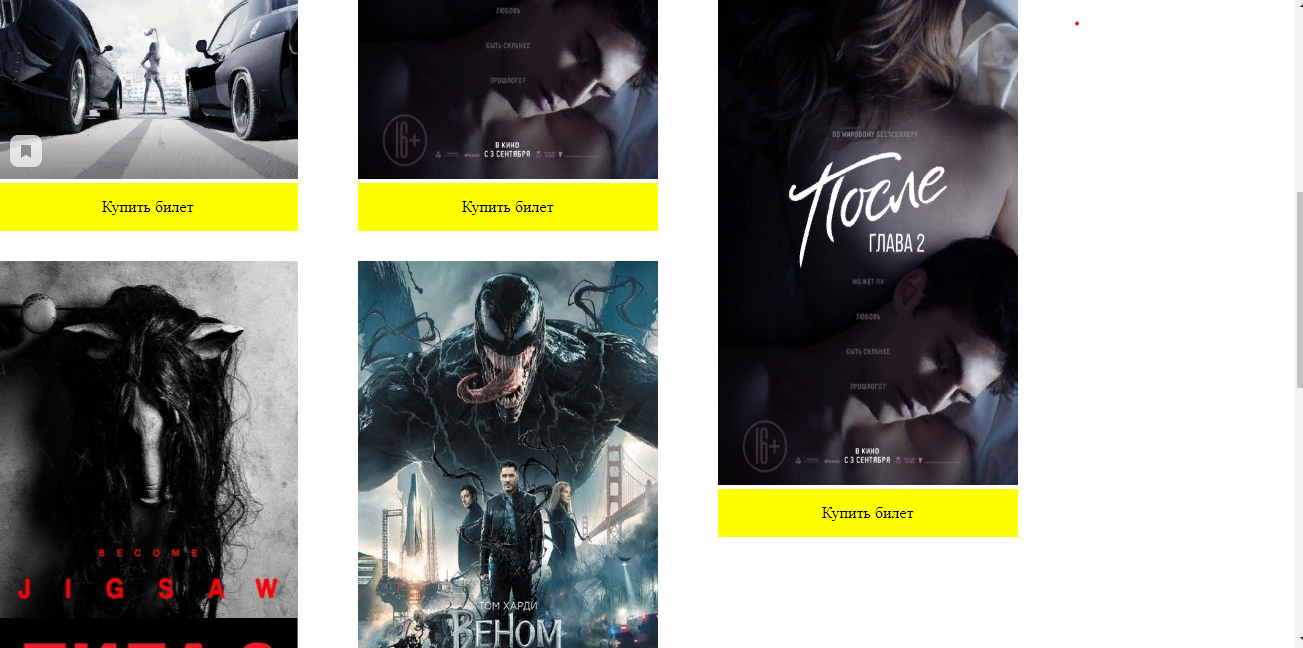 ЛЮБОВЬ
БЫТЬ СИЛЬНЕЕ
ПРОШЛОГО?
16+
В КИНО
С 3 СЕНТЯБРЯ
Купить билет
Купить билет
ПО МИРОВОМУ БЕСТСЕЛЛЕРУ
После
ГЛАВА 2
МОЖЕТ ЛИ
ЛЮБОВЬ
БЫТЬ СИЛЬНЕЕ
ПРОШЛОГО?
16+
В КИНО
С 3 СЕНТЯБРЯ
Купить билет
BECOME
JIGSAW
ТОМ ХАРДИ
ВЕНОМ